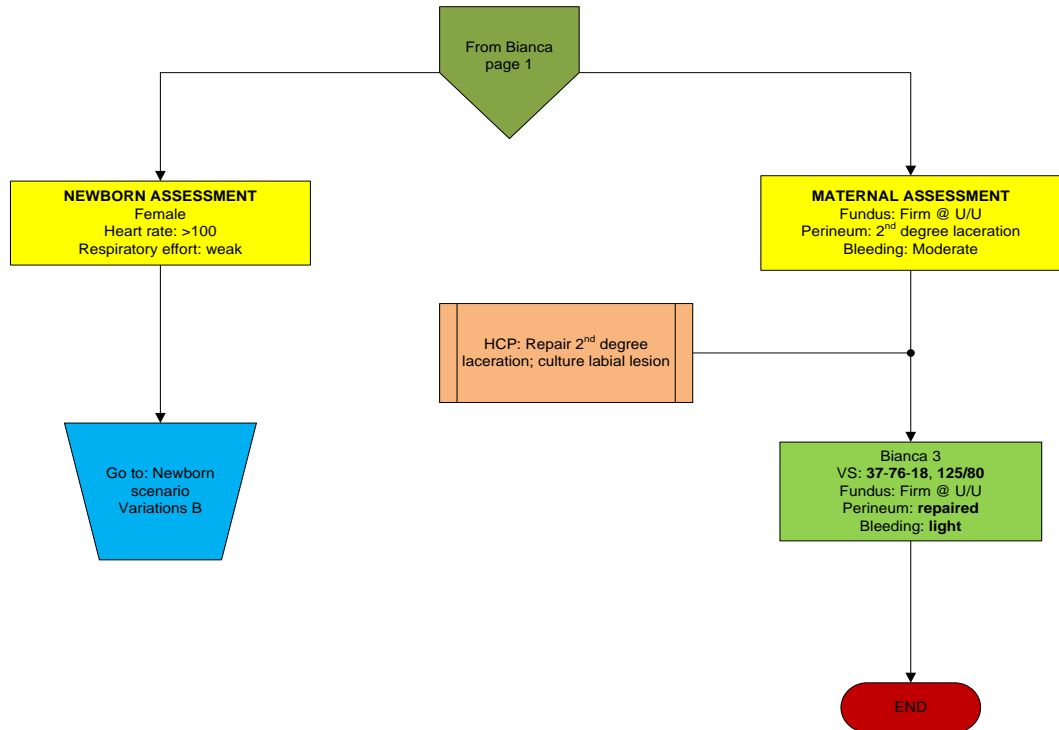 From Bianca
page 1
NEWBORN ASSESSMENT
Female
Heart rate: >100
Respiratory effort: weak
MATERNAL ASSESSMENT
Fundus: Firm @ U/U
Perineum: 2nd degree laceration
Bleeding: Moderate
HCP: Repair 2nd degree
laceration; culture labial lesion
Go to: Newborn
scenario
Variations B
Bianca 3
VS: 37-76-18, 125/80
Fundus: Firm @ U/U
Perineum: repaired
Bleeding: light
END